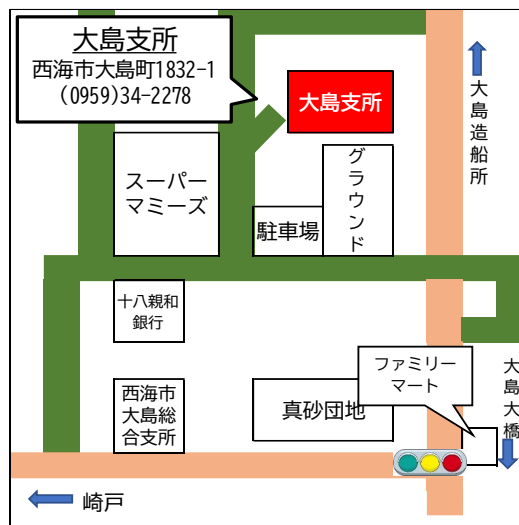 大島支所
西海市大島町1832-1
(0959)34-2278
大島支所
大島造船所
スーパー
マミーズ
グラウンド
駐車場
十八親和
銀行
ファミリー
マート
大島大橋
西海市
大島総
合支所
真砂団地
崎戸